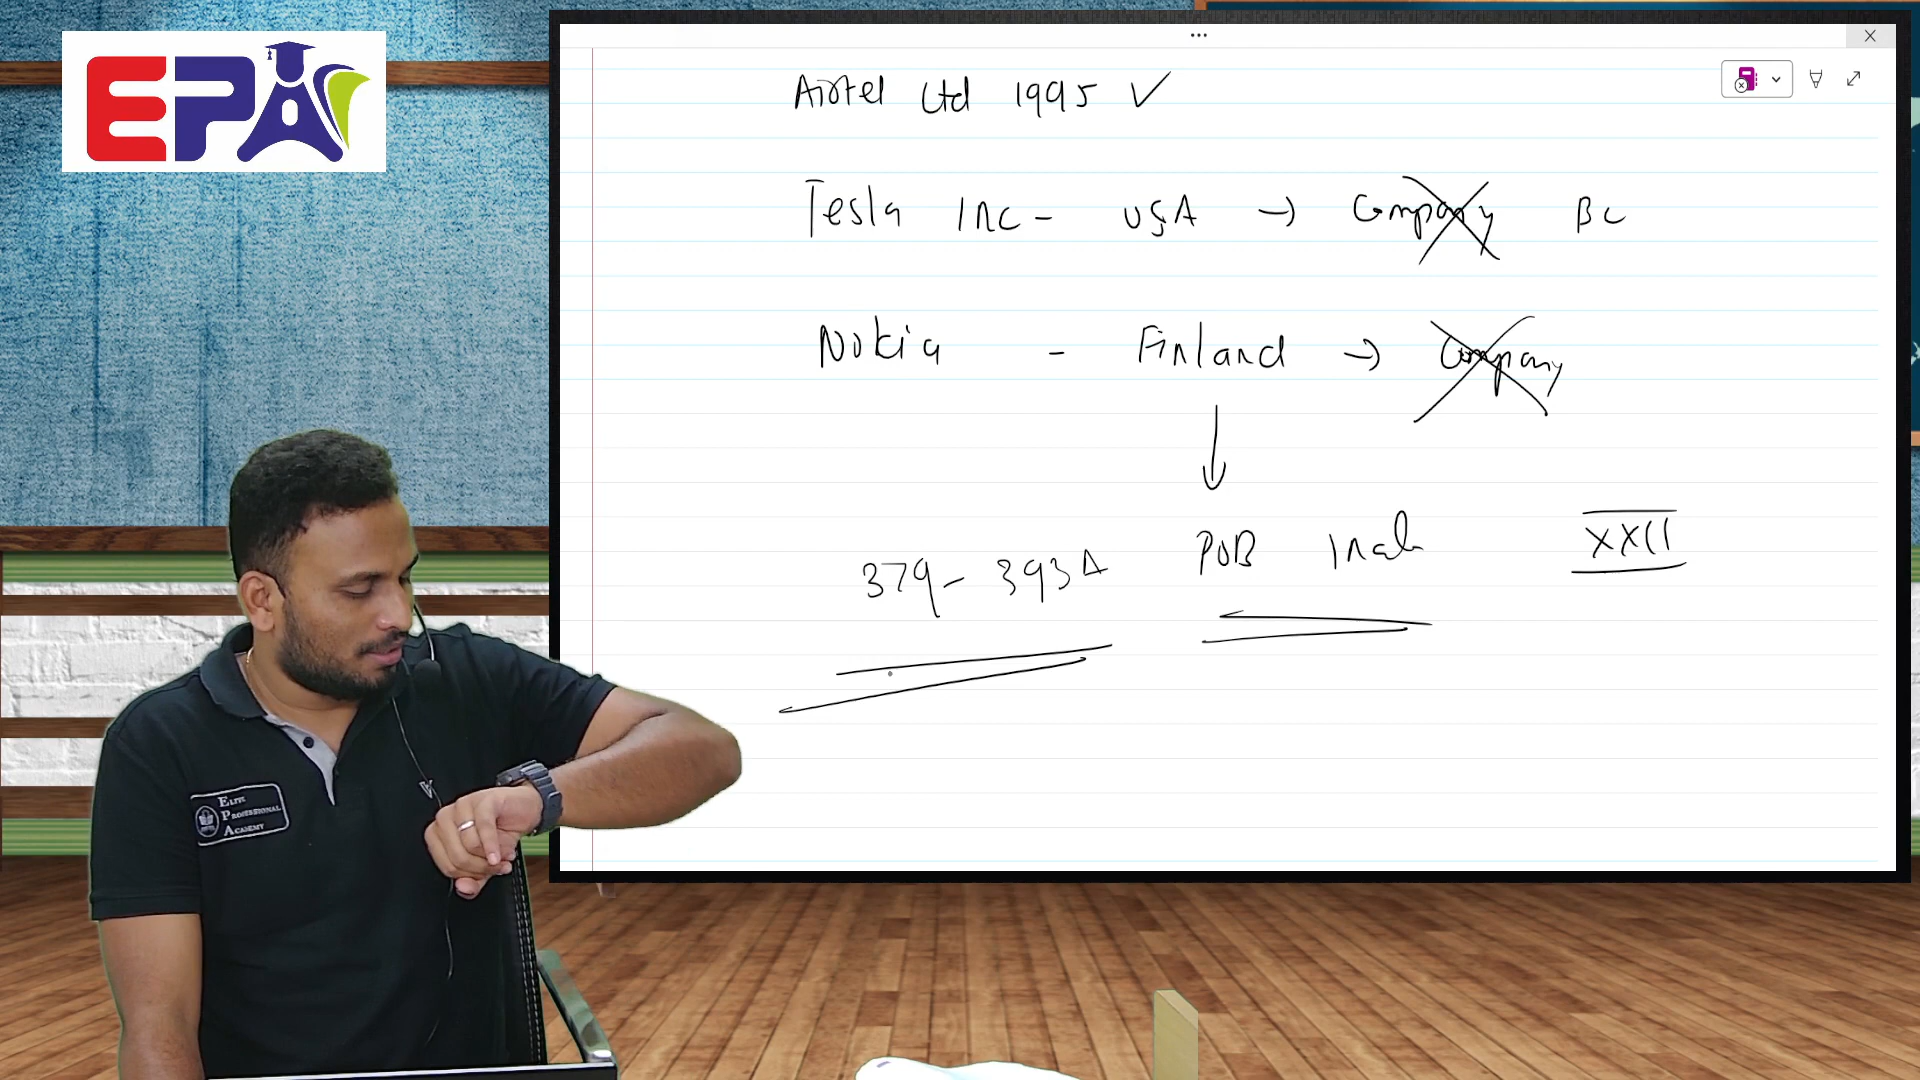 EPA
Airtel Ltd 1995 ✓
Tesla Inc - USA → Company BC
Nokia - Finland → Company
379 - 393A POB India XXII
ELITE
PROFESSIONAL
ACADEMY